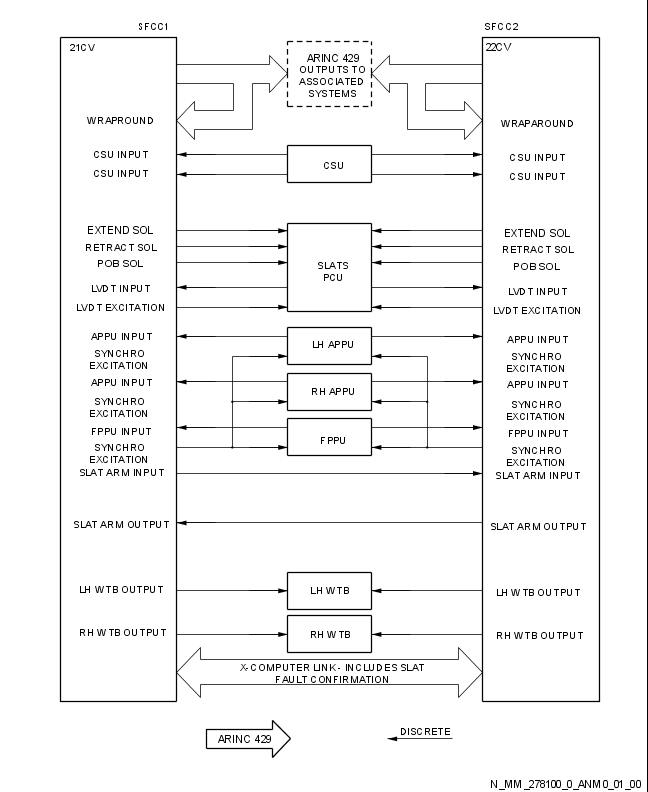 SFCC1
21CV
WRAPROUND
CSU INPUT
CSU INPUT
EXTEND SOL
RETRACT SOL
POB SOL
LVDT INPUT
LVDT EXCITATION
APPU INPUT
SYNCHRO
EXCITATION
APPU INPUT
SYNCHRO
EXCITATION
FPPU INPUT
SYNCHRO
EXCITATION
SLAT ARM INPUT
SLAT ARM OUTPUT
LH WTB OUTPUT
RH WTB OUTPUT
ARINC 429
OUTPUTS TO
ASSOCIATED
SYSTEMS
CSU
SLATS
PCU
LH APPU
RH APPU
FPPU
LH WTB
RH WTB
X-COMPUTER LINK - INCLUDES SLAT
FAULT CONFIRMATION
SFCC2
22CV
WRAPAROUND
CSU INPUT
CSU INPUT
EXTEND SOL
RETRACT SOL
POB SOL
LVDT INPUT
LVDT EXCITATION
APPU INPUT
SYNCHRO
EXCITATION
APPU INPUT
SYNCHRO
EXCITATION
FPPU INPUT
SYNCHRO
EXCITATION
SLAT ARM INPUT
SLAT ARM OUTPUT
LH WTB OUTPUT
RH WTB OUTPUT
ARINC 429
DISCRETE
N_MM_278100_0_ANM0_01_00